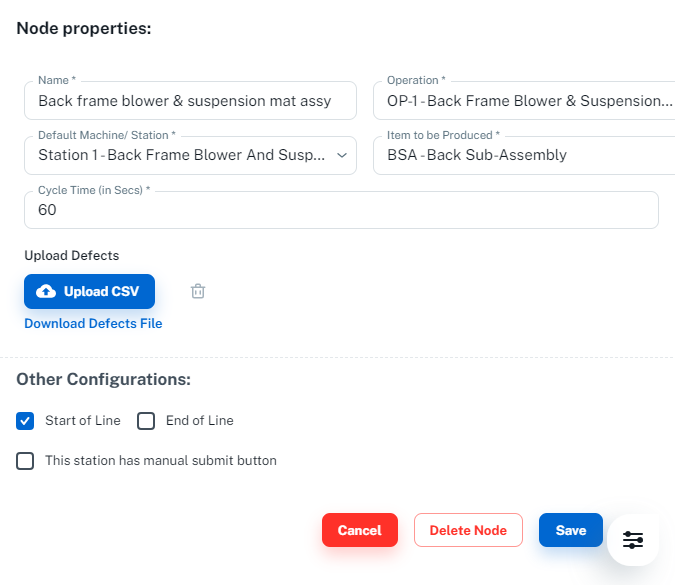 Node properties:
Name * Operation *
Back frame blower & suspension mat assy OP-1 - Back Frame Blower & Suspension...
Default Machine/ Station * Item to be Produced *
Station 1 - Back Frame Blower And Susp... BSA - Back Sub-Assembly
Cycle Time (in Secs) *
60
Upload Defects
Upload CSV
Download Defects File
Other Configurations:
Start of Line End of Line
This station has manual submit button
Cancel Delete Node Save